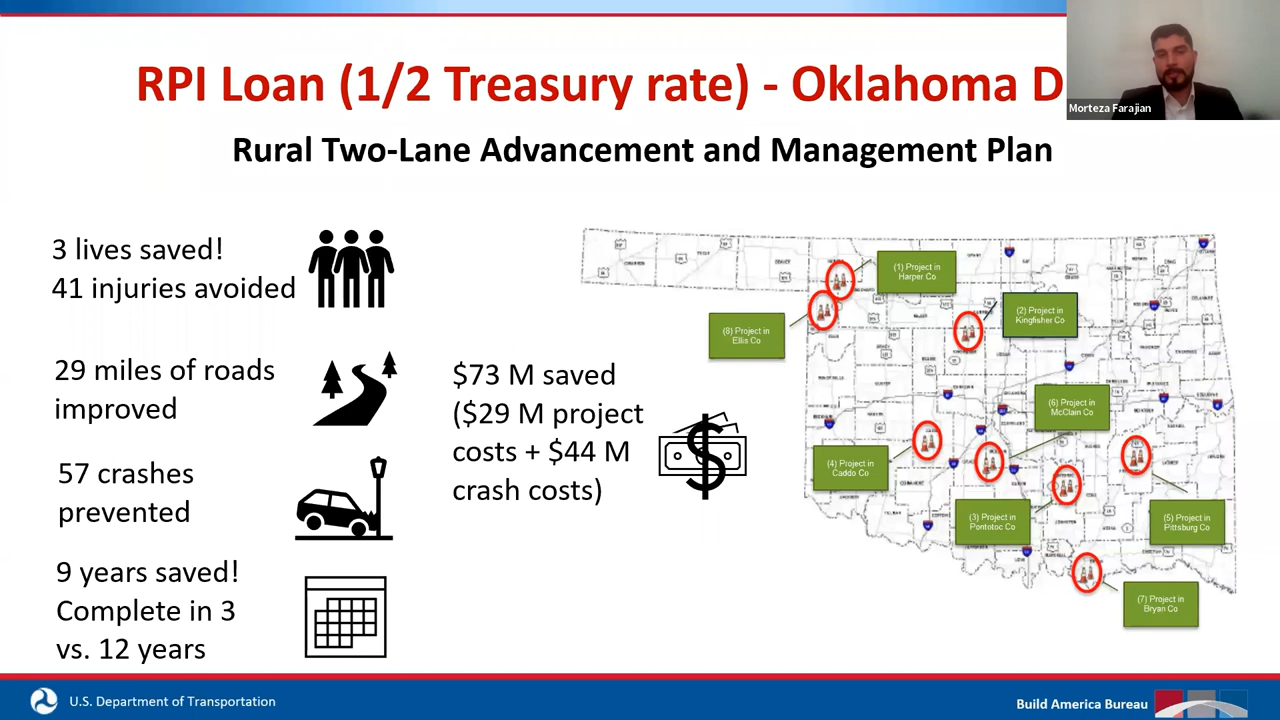 RPI Loan (1/2 Treasury rate) - Oklahoma D
Morteza Farajian
Rural Two-Lane Advancement and Management Plan
3 lives saved!
41 injuries avoided
29 miles of roads
improved
57 crashes
prevented
9 years saved!
Complete in 3
vs. 12 years
$73 M saved
($29 M project
costs + $44 M
crash costs)
(1) Project in
Harper Co
(2) Project in
Kingfisher Co
(8) Project in
Ellis Co
(6) Project in
McClain Co
(4) Project in
Caddo Co
(3) Project in
Pontotoc Co
(5) Project in
Pittsburg Co
(7) Project in
Bryan Co
U.S. Department of Transportation
Build America Bureau